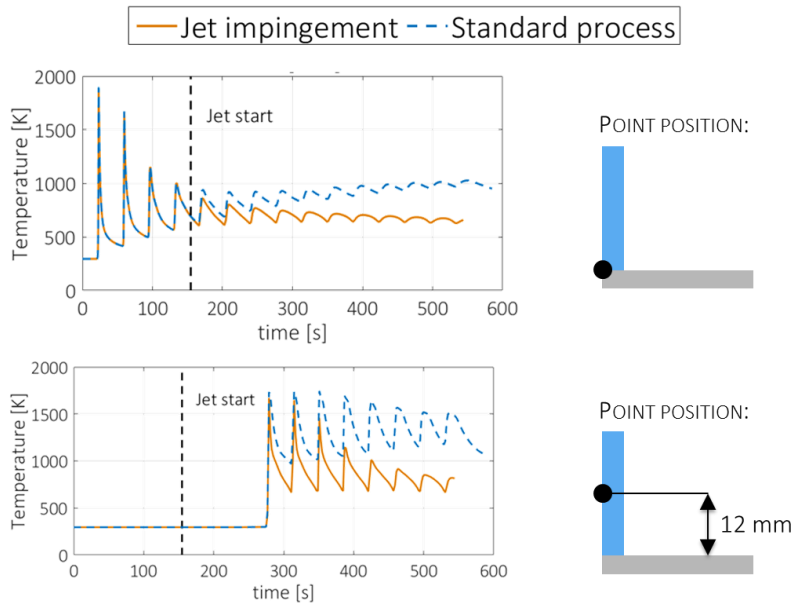 Jet impingement Standard process
2000
1500
1000
500
0
Temperature [K]
Jet start
0 100 200 300 400 500 600
time [s]
POINT POSITION:
2000
1500
1000
500
0
Temperature [K]
Jet start
0 100 200 300 400 500 600
time [s]
POINT POSITION:
12 mm